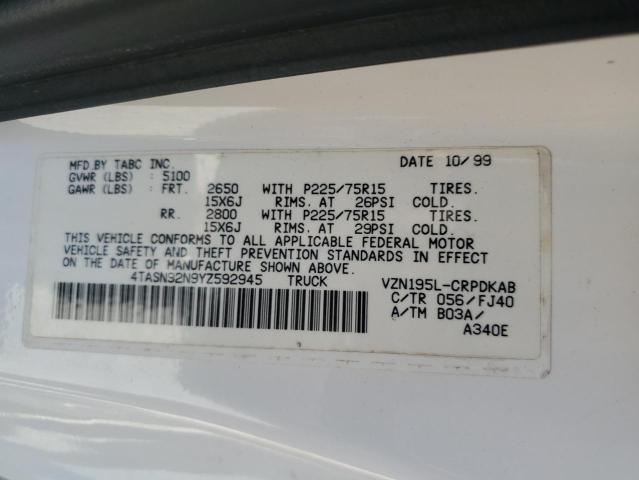 MFD.BY TABC INC. DATE 10/99
GVWR (LBS) : 5100
GAWR (LBS) : FRT. 2650 WITH P225/75R15 TIRES.
15X6J RIMS, AT 26PSI COLD.
RR. 2800 WITH P225/75R15 TIRES.
15X6J RIMS, AT 29PSI COLD.
THIS VEHICLE CONFORMS TO ALL APPLICABLE FEDERAL MOTOR
VEHICLE SAFETY AND THEFT PREVENTION STANDARDS IN EFFECT
ON THE DATE OF MANUFACTURE SHOWN ABOVE.
4TASN92N9YZ592945 TRUCK VZN195L-CRPDKAB
C/TR 056/FJ40
A/TM B03A/
A340E